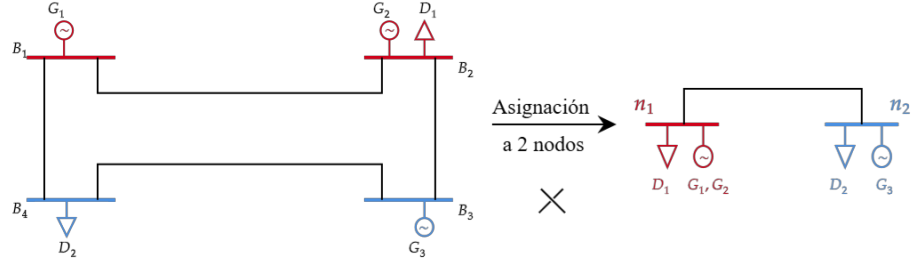 G₁
G₂ D₁
B₁
B₂
B₄
B₃
D₂
G₃
Asignación
a 2 nodos
n₁
n₂
D₁ G₁, G₂
D₂ G₃